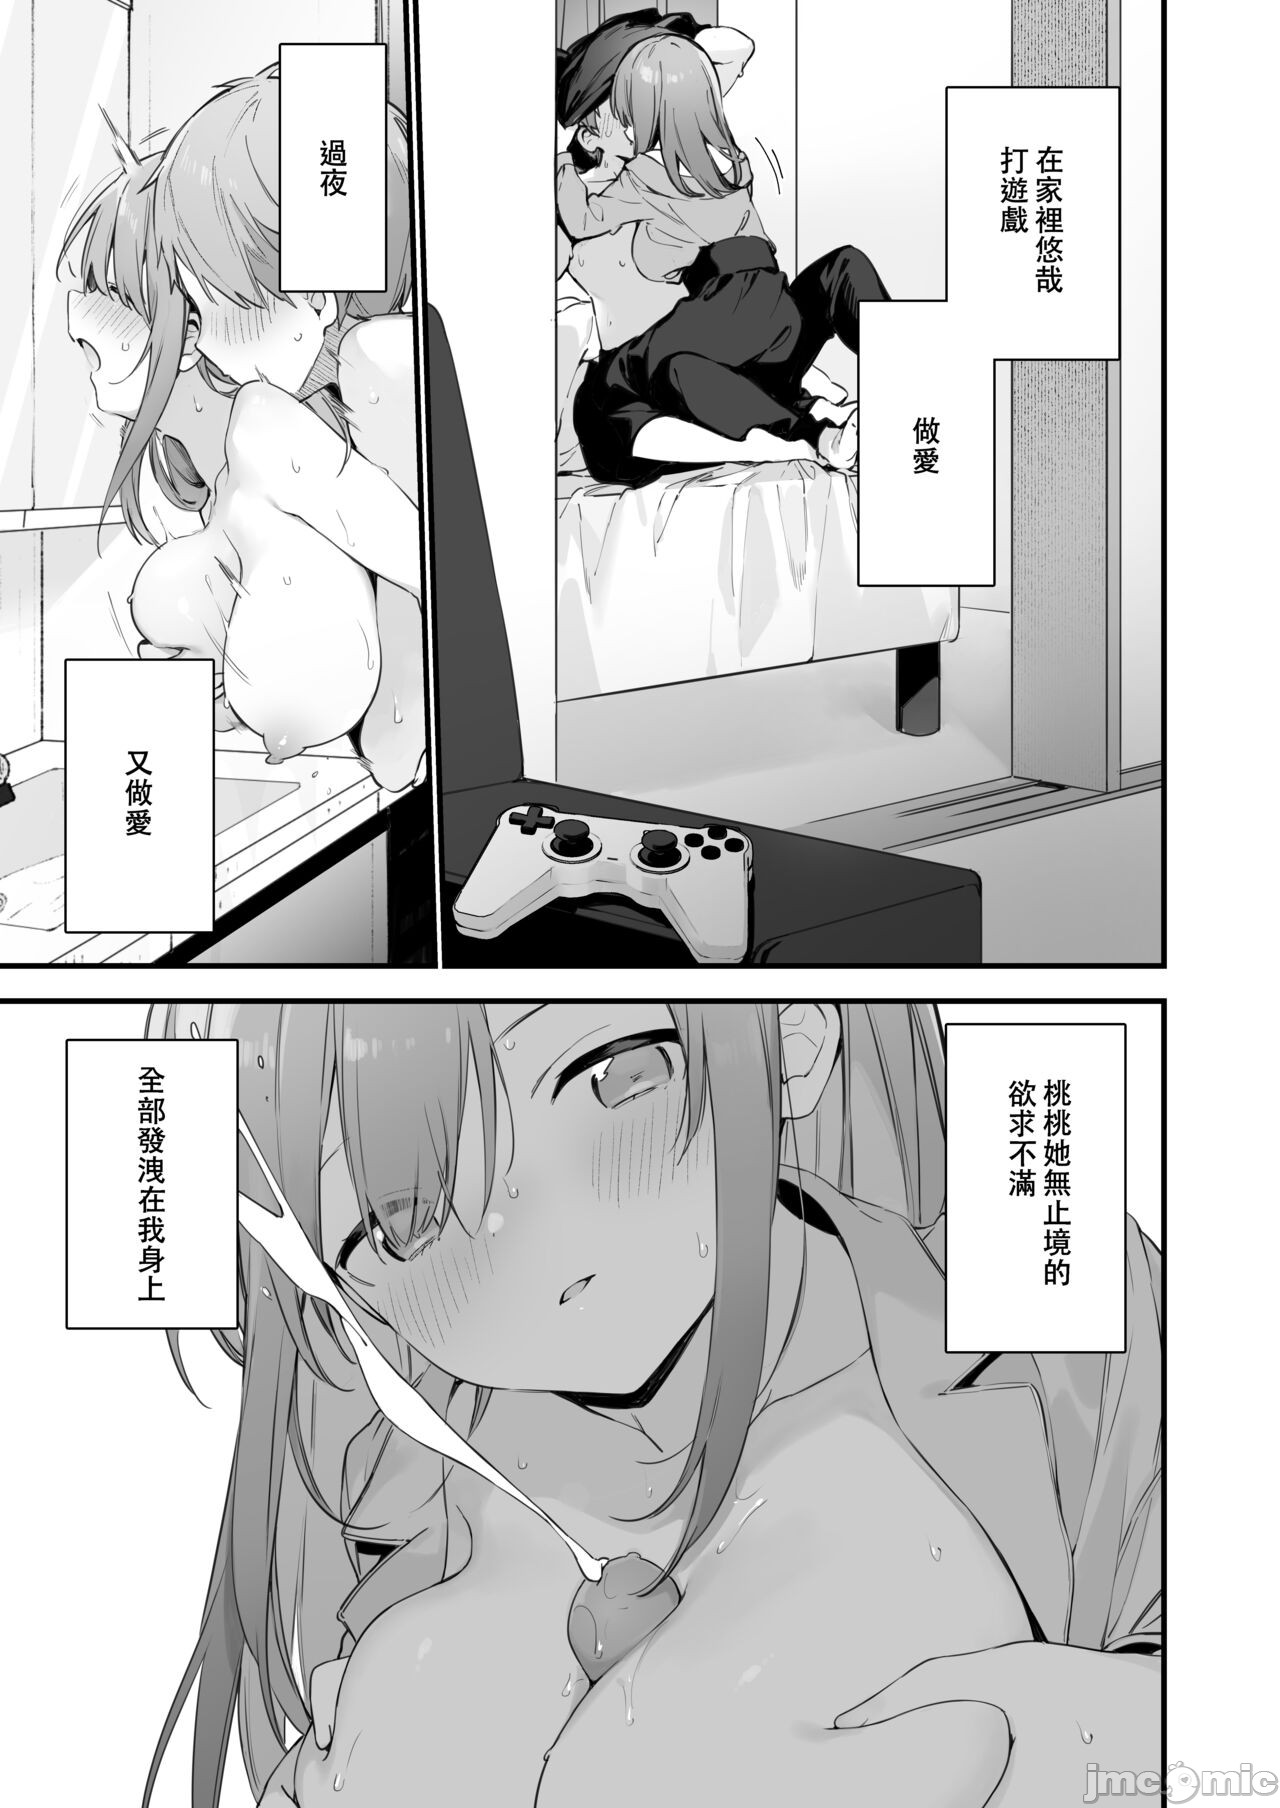 在家裡悠哉
打遊戲
做愛
過夜
又做愛
桃桃她無止境的
欲求不滿
全部發洩在我身上
jmcomic